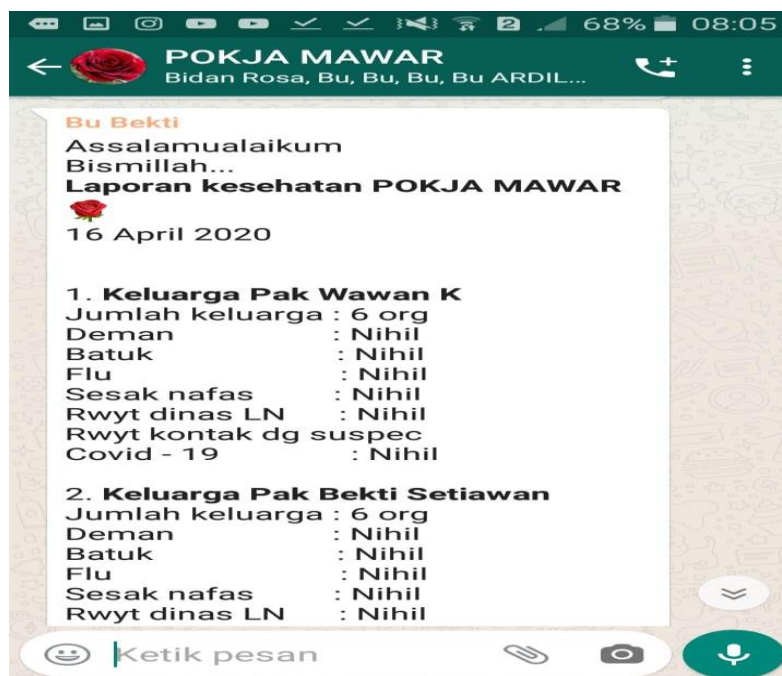 68% 08:05
POKJA MAWAR
Bidan Rosa, Bu, Bu, Bu, Bu ARDIL...
Bu Bekti
Assalamualaikum
Bismillah...
Laporan kesehatan POKJA MAWAR
🌹
16 April 2020
1. Keluarga Pak Wawan K
Jumlah keluarga : 6 org
Deman : Nihil
Batuk : Nihil
Flu : Nihil
Sesak nafas : Nihil
Rwyt dinas LN : Nihil
Rwyt kontak dg suspec
Covid - 19 : Nihil
2. Keluarga Pak Bekti Setiawan
Jumlah keluarga : 6 org
Deman : Nihil
Batuk : Nihil
Flu : Nihil
Sesak nafas : Nihil
Rwyt dinas LN : Nihil
Ketik pesan